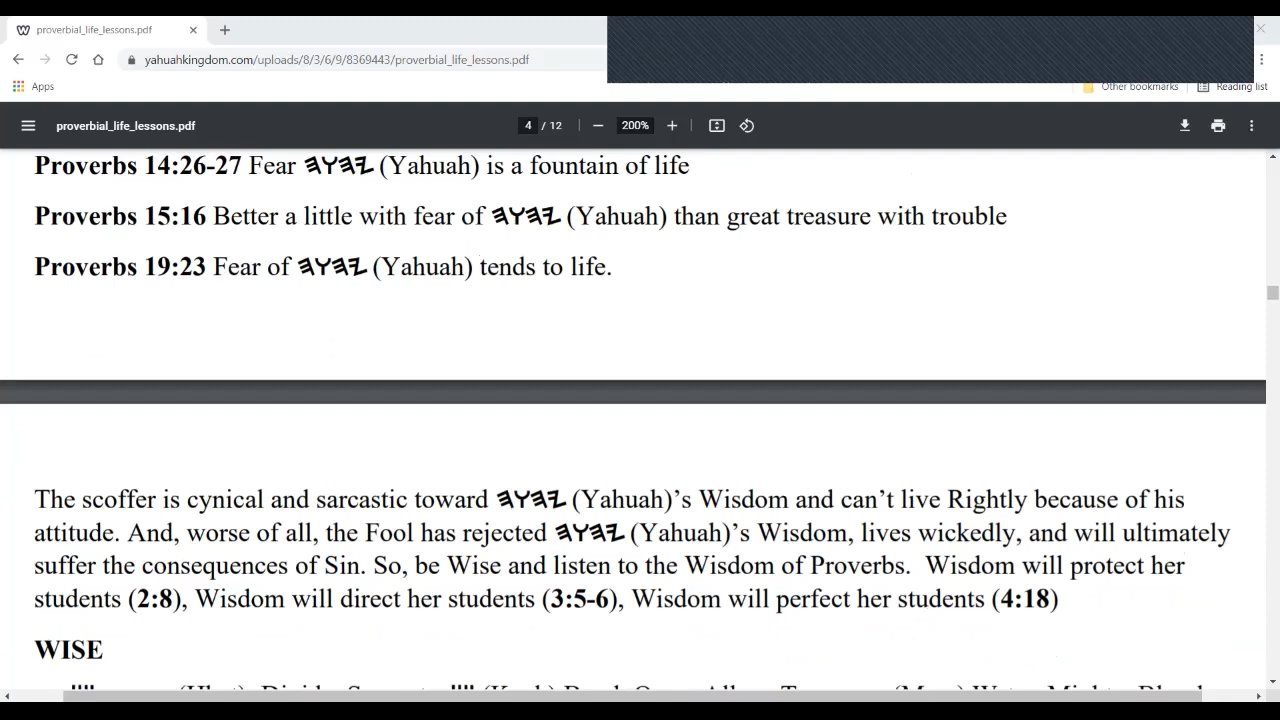 proverbial_life_lessons.pdf
yahuahkingdom.com/uploads/8/3/6/9/8369443/proverbial_life_lessons.pdf
Apps
Other bookmarks
Reading list
proverbial_life_lessons.pdf
4 / 12
200%
Proverbs 14:26-27 Fear 𐤉𐤄𐤅𐤄 (Yahuah) is a fountain of life
Proverbs 15:16 Better a little with fear of 𐤉𐤄𐤅𐤄 (Yahuah) than great treasure with trouble
Proverbs 19:23 Fear of 𐤉𐤄𐤅𐤄 (Yahuah) tends to life.
The scoffer is cynical and sarcastic toward 𐤉𐤄𐤅𐤄 (Yahuah)’s Wisdom and can’t live Rightly because of his
attitude. And, worse of all, the Fool has rejected 𐤉𐤄𐤅𐤄 (Yahuah)’s Wisdom, lives wickedly, and will ultimately
suffer the consequences of Sin. So, be Wise and listen to the Wisdom of Proverbs.  Wisdom will protect her
students (2:8), Wisdom will direct her students (3:5-6), Wisdom will perfect her students (4:18)
WISE